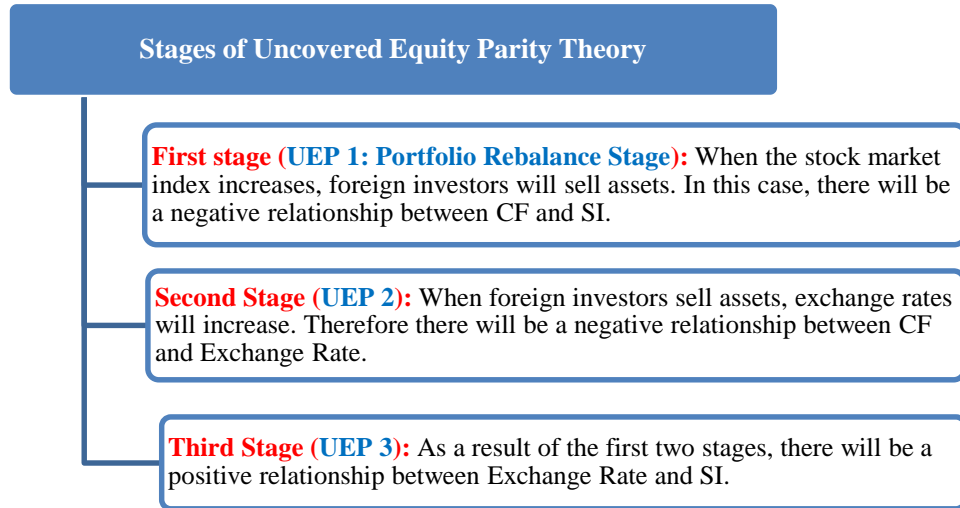 Stages of Uncovered Equity Parity Theory
First stage (UEP 1: Portfolio Rebalance Stage): When the stock market
index increases, foreign investors will sell assets. In this case, there will be
a negative relationship between CF and SI.
Second Stage (UEP 2): When foreign investors sell assets, exchange rates
will increase. Therefore there will be a negative relationship between CF
and Exchange Rate.
Third Stage (UEP 3): As a result of the first two stages, there will be a
positive relationship between Exchange Rate and SI.